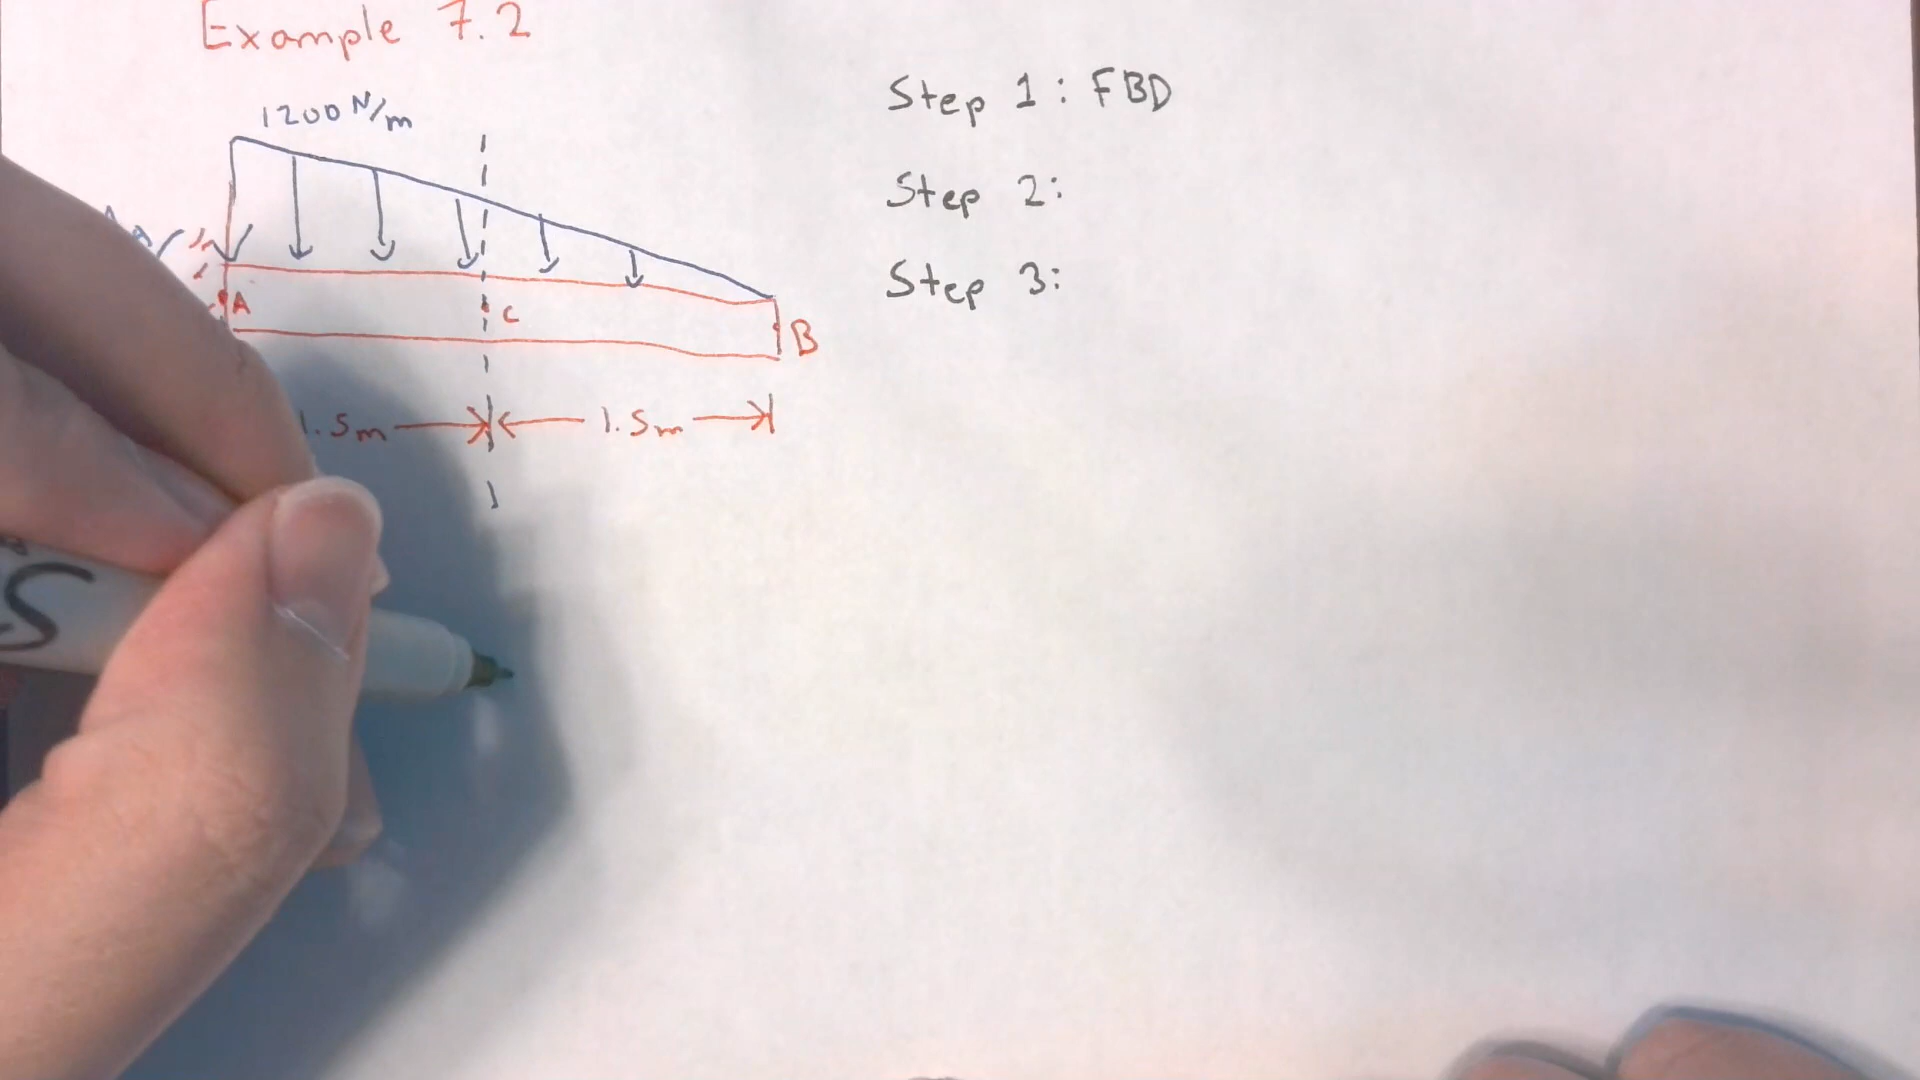 Example 7.2
1200 N/m
A
C
B
1.5m
1.5m
Step 1: FBD
Step 2:
Step 3: